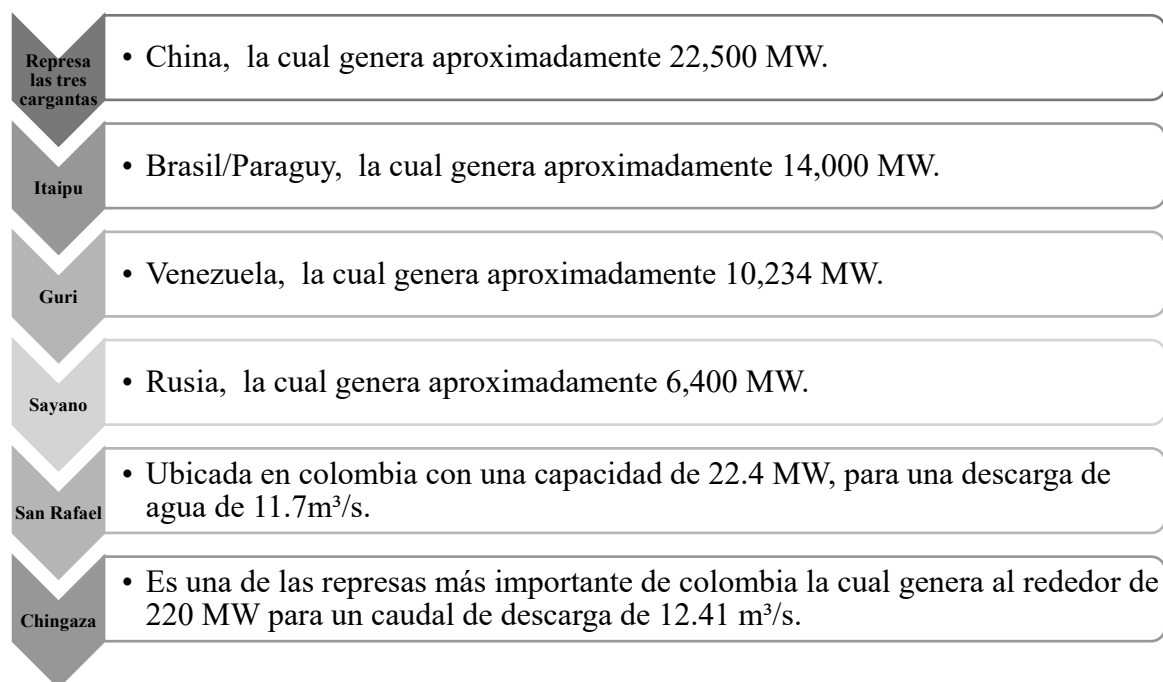 Represa
las tres
cargantas
• China,  la cual genera aproximadamente 22,500 MW.
Itaipu
• Brasil/Paraguy,  la cual genera aproximadamente 14,000 MW.
Guri
• Venezuela,  la cual genera aproximadamente 10,234 MW.
Sayano
• Rusia,  la cual genera aproximadamente 6,400 MW.
San Rafael
• Ubicada en colombia con una capacidad de 22.4 MW, para una descarga de
agua de 11.7m³/s.
Chingaza
• Es una de las represas más importante de colombia la cual genera al rededor de
220 MW para un caudal de descarga de 12.41 m³/s.